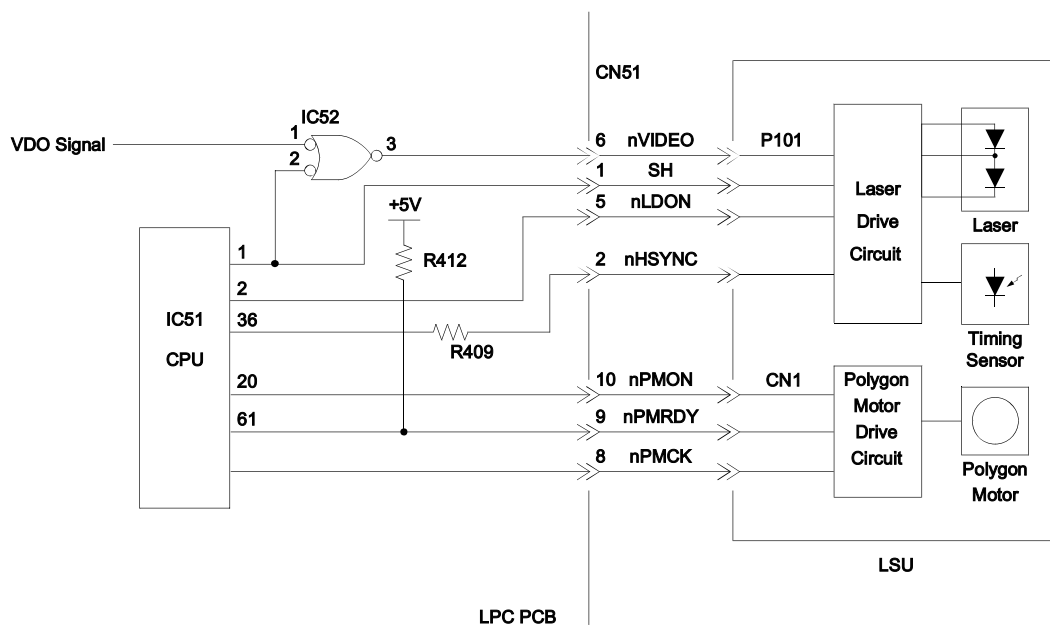 CN51
IC52
VDO Signal
1
2
3
6 nVIDEO
P101
1 SH
5 nLDON
2 nHSYNC
+5V
R412
R409
IC51
CPU
1
2
36
20
61
10 nPMON
CN1
9 nPMRDY
8 nPMCK
Laser
Drive
Circuit
Laser
Timing
Sensor
Polygon
Motor
Drive
Circuit
Polygon
Motor
LSU
LPC PCB